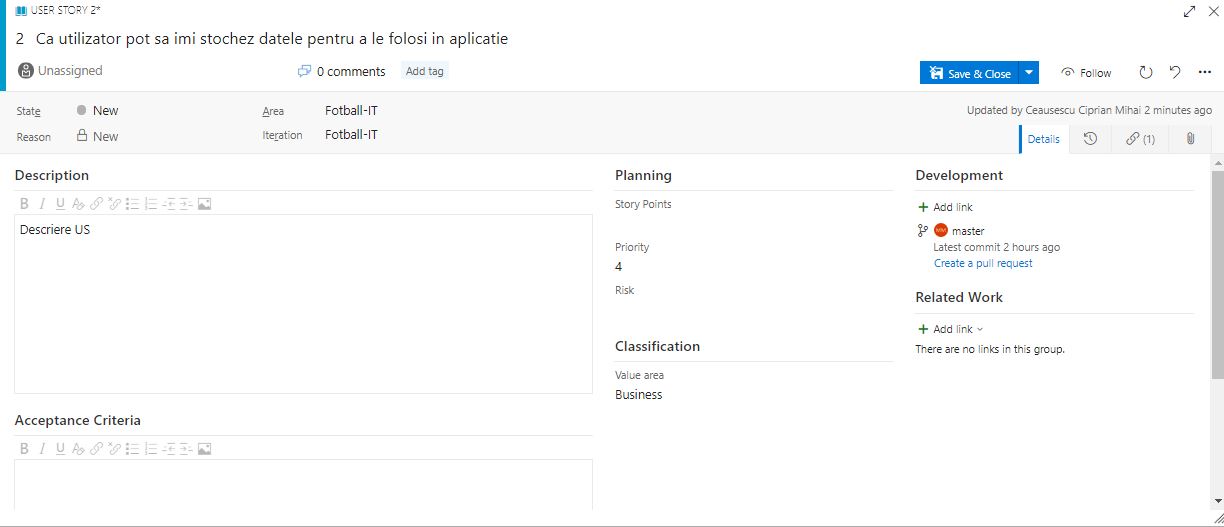 USER STORY 2*
2 Ca utilizator pot sa imi stochez datele pentru a le folosi in aplicatie
Unassigned
0 comments
Add tag
Save & Close
Follow
State New
Area Fotball-IT
Updated by Ceausescu Ciprian Mihai 2 minutes ago
Reason New
Iteration Fotball-IT
Details
(1)
Description
B I U
Descriere US
Acceptance Criteria
B I U
Planning
Story Points
Priority
4
Risk
Classification
Value area
Business
Development
+ Add link
MM master
Latest commit 2 hours ago
Create a pull request
Related Work
+ Add link
There are no links in this group.